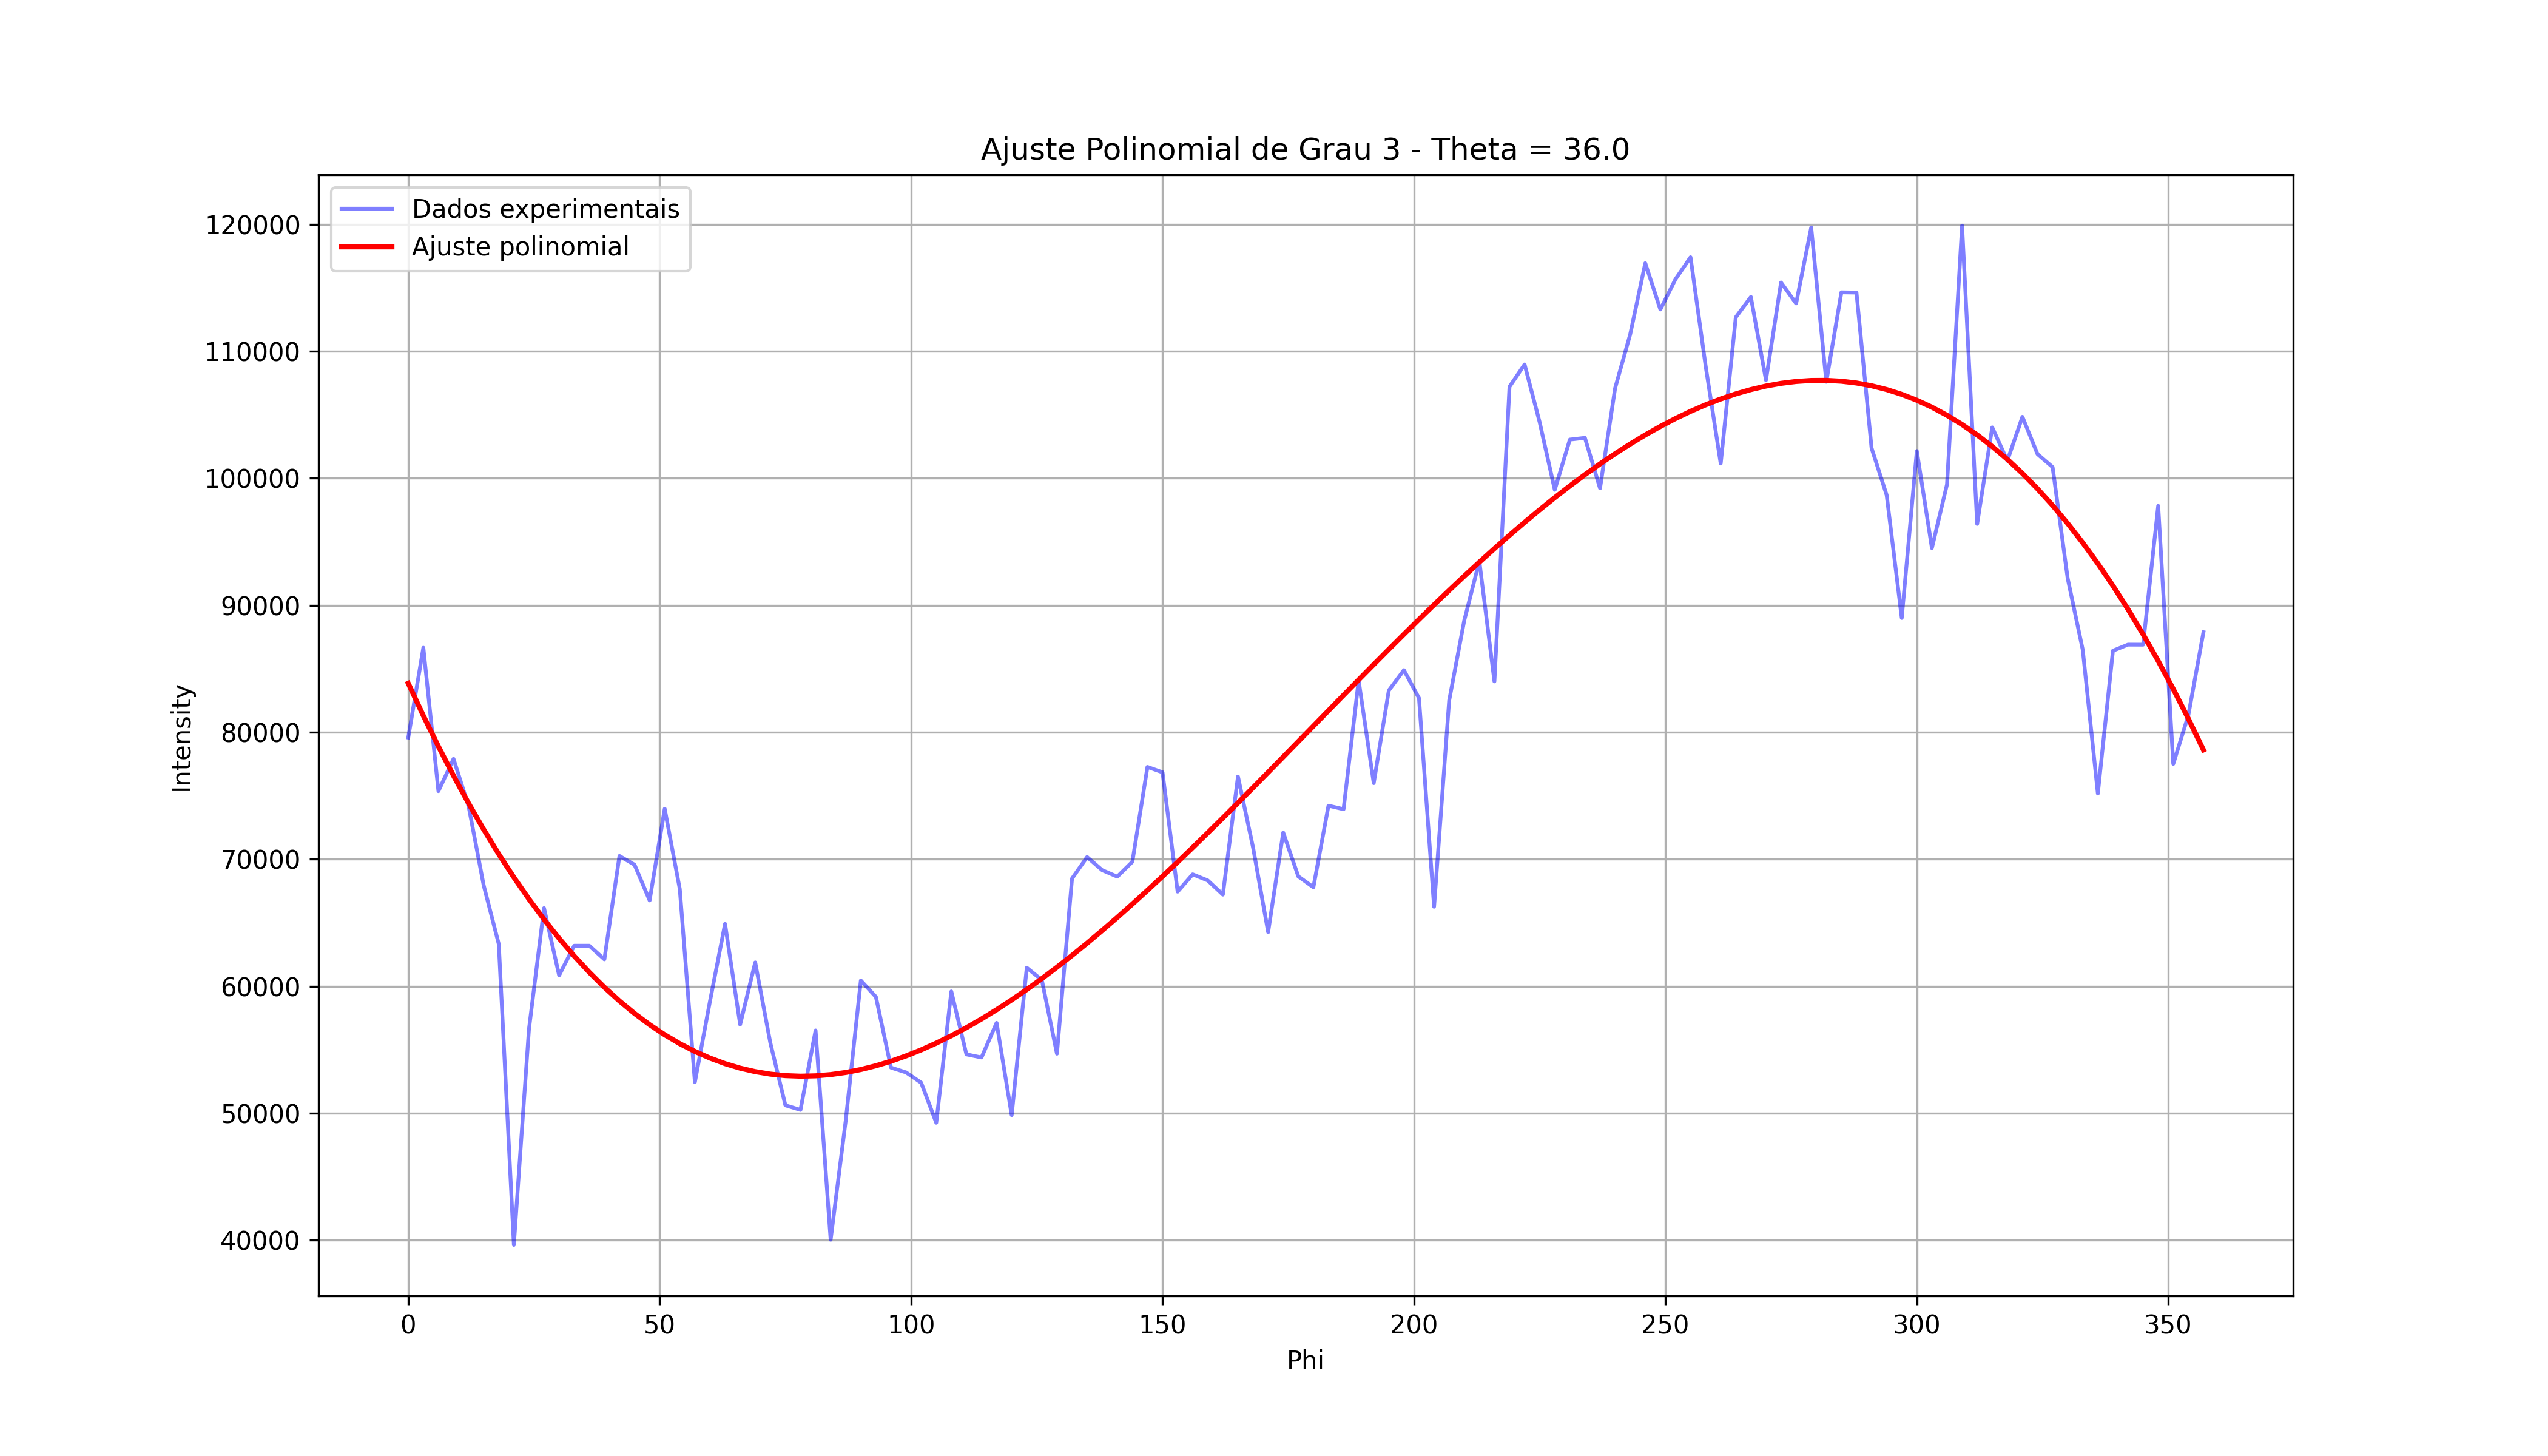 Ajuste Polinomial de Grau 3 - Theta = 36.0
Dados experimentais
Ajuste polinomial
120000
110000
100000
90000
80000
70000
60000
50000
40000
Intensity
0 50 100 150 200 250 300 350
Phi